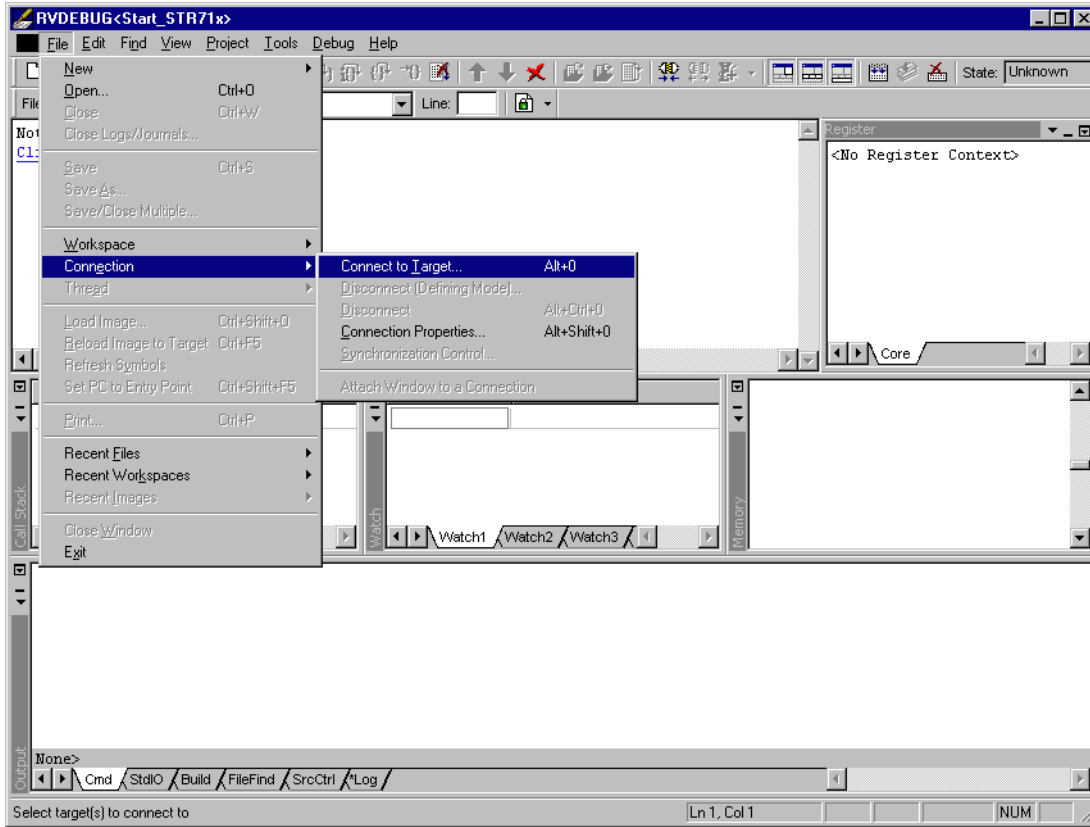 RVDEBUG<Start_STR71x>
File Edit Find View Project Tools Debug Help
State: Unknown
File Line:
New
Open... Ctrl+O
Close Ctrl+W
Close Logs/Journals...
Save Ctrl+S
Save As...
Save/Close Multiple...
Workspace
Connection
Thread
Load Image... Ctrl+Shift+O
Reload Image to Target Ctrl+F5
Refresh Symbols
Set PC to Entry Point Ctrl+Shift+F5
Print... Ctrl+P
Recent Files
Recent Workspaces
Recent Images
Close Window
Exit
Connect to Target... Alt+0
Disconnect (Defining Mode)...
Disconnect Alt+Ctrl+0
Connection Properties... Alt+Shift+0
Synchronization Control...
Attach Window to a Connection
Register
<No Register Context>
Core
Call Stack
Watch
Watch1 Watch2 Watch3
Memory
Output
None>
Cmd StdIO Build FileFind SrcCtrl *Log
Select target(s) to connect to
Ln 1, Col 1
NUM